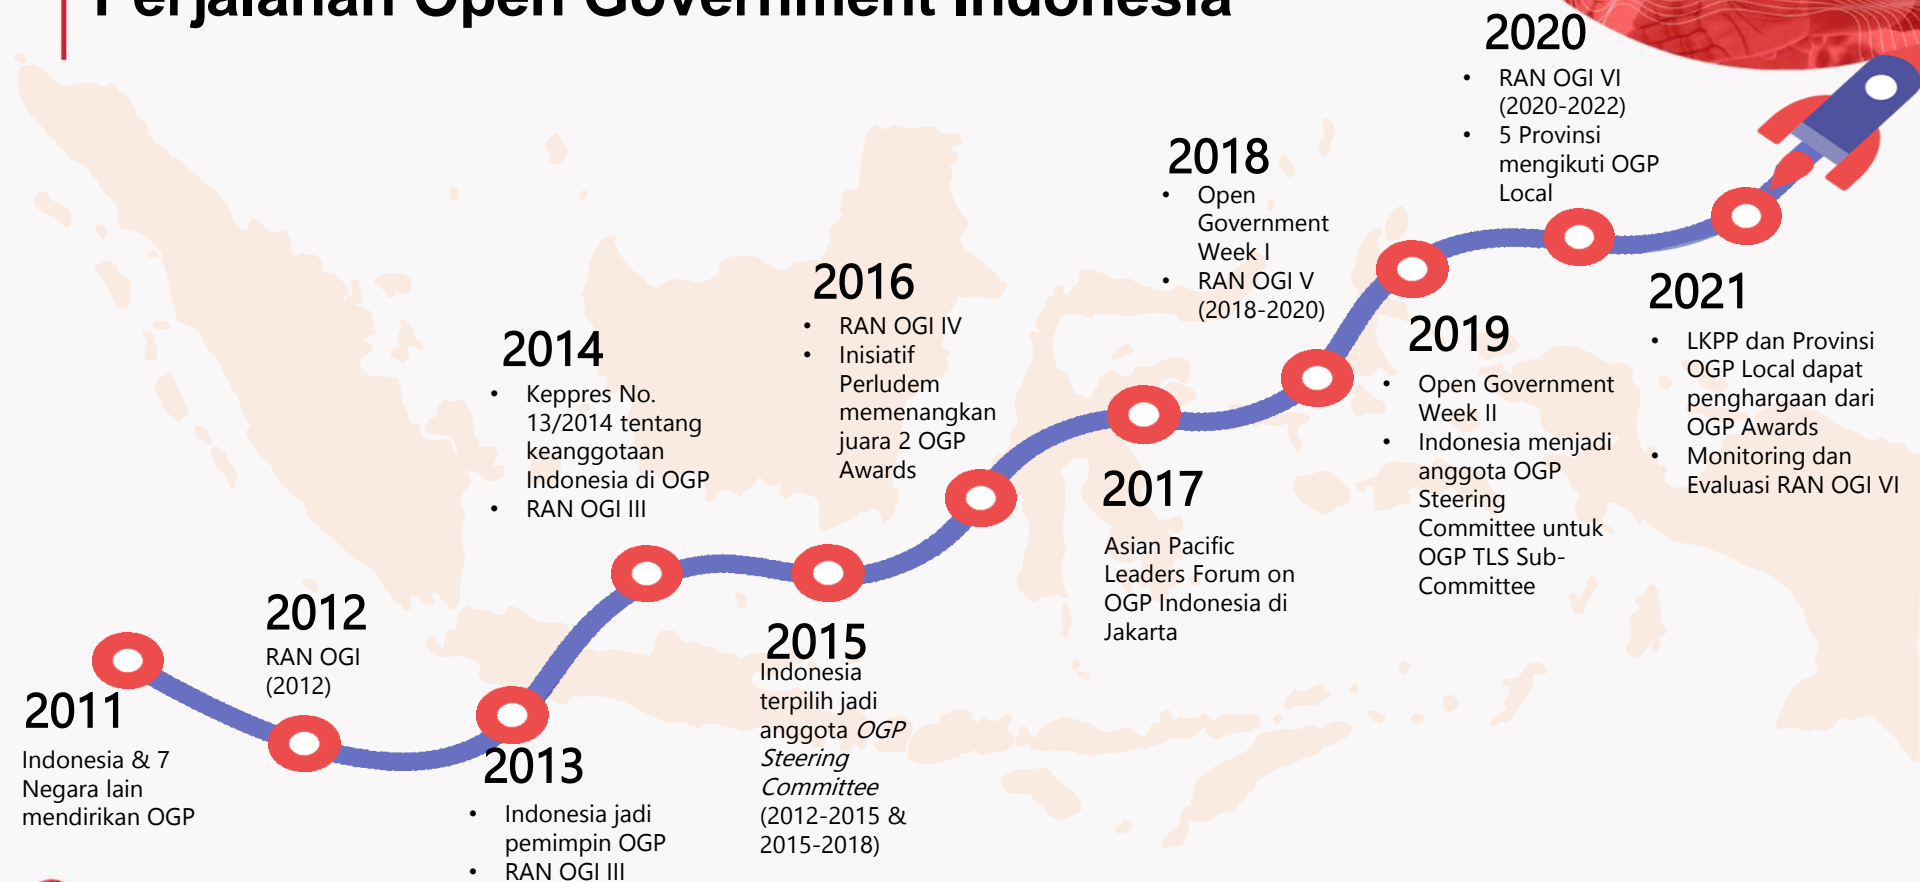 Perjalanan Open Government Indonesia
2011
Indonesia & 7
Negara lain
mendirikan OGP
2012
RAN OGI
(2012)
2013
• Indonesia jadi
pemimpin OGP
• RAN OGI III
2014
• Keppres No.
13/2014 tentang
keanggotaan
Indonesia di OGP
• RAN OGI III
2015
Indonesia
terpilih jadi
anggota OGP
Steering
Committee
(2012-2015 &
2015-2018)
2016
• RAN OGI IV
• Inisiatif
Perludem
memenangkan
juara 2 OGP
Awards
2017
Asian Pacific
Leaders Forum on
OGP Indonesia di
Jakarta
2018
• Open
Government
Week I
• RAN OGI V
(2018-2020)
2019
• Open Government
Week II
• Indonesia menjadi
anggota OGP
Steering
Committee untuk
OGP TLS Sub-
Committee
2020
• RAN OGI VI
(2020-2022)
• 5 Provinsi
mengikuti OGP
Local
2021
• LKPP dan Provinsi
OGP Local dapat
penghargaan dari
OGP Awards
• Monitoring dan
Evaluasi RAN OGI VI